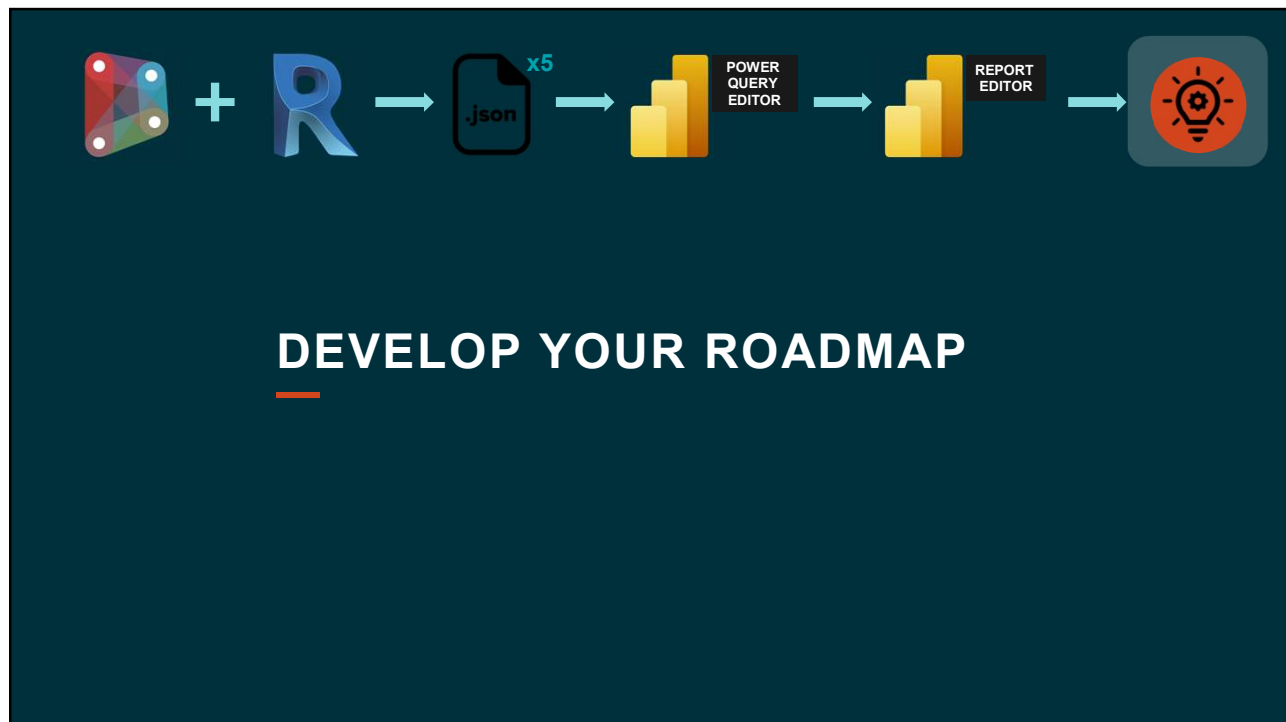 x5
.json
POWER
QUERY
EDITOR
REPORT
EDITOR
DEVELOP YOUR ROADMAP